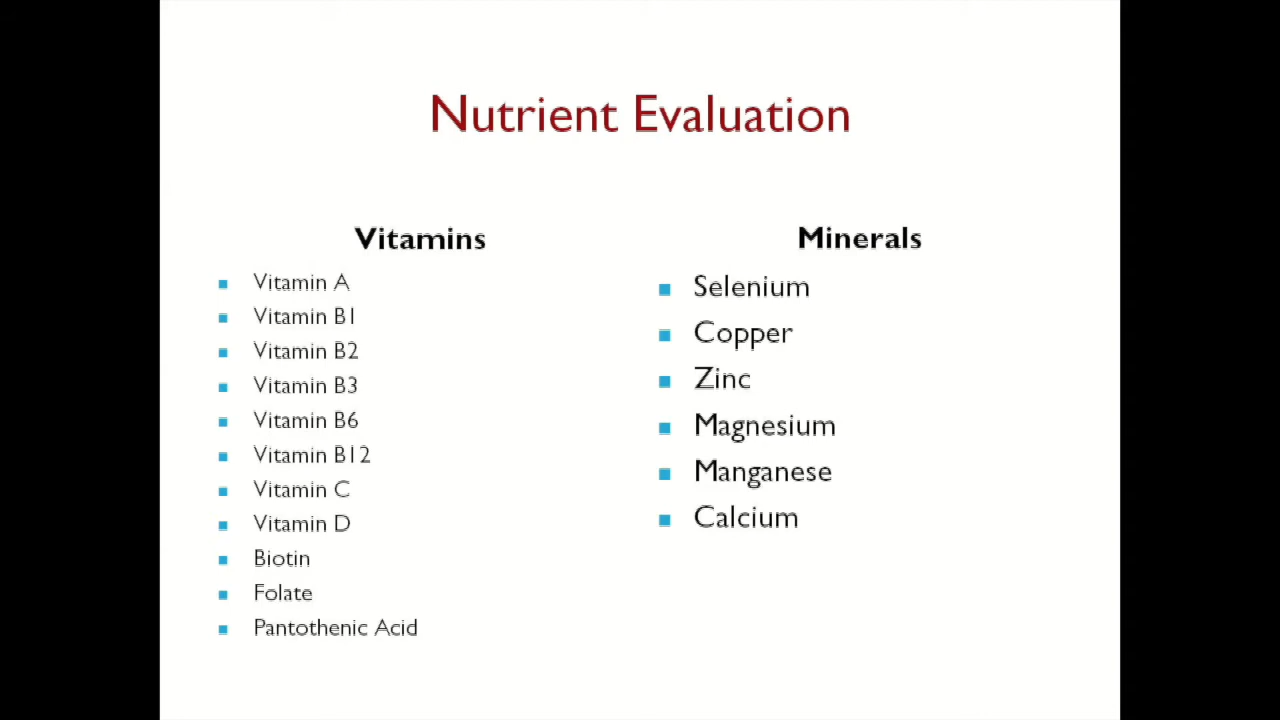 Nutrient Evaluation
Vitamins
Vitamin A
Vitamin B1
Vitamin B2
Vitamin B3
Vitamin B6
Vitamin B12
Vitamin C
Vitamin D
Biotin
Folate
Pantothenic Acid
Minerals
Selenium
Copper
Zinc
Magnesium
Manganese
Calcium